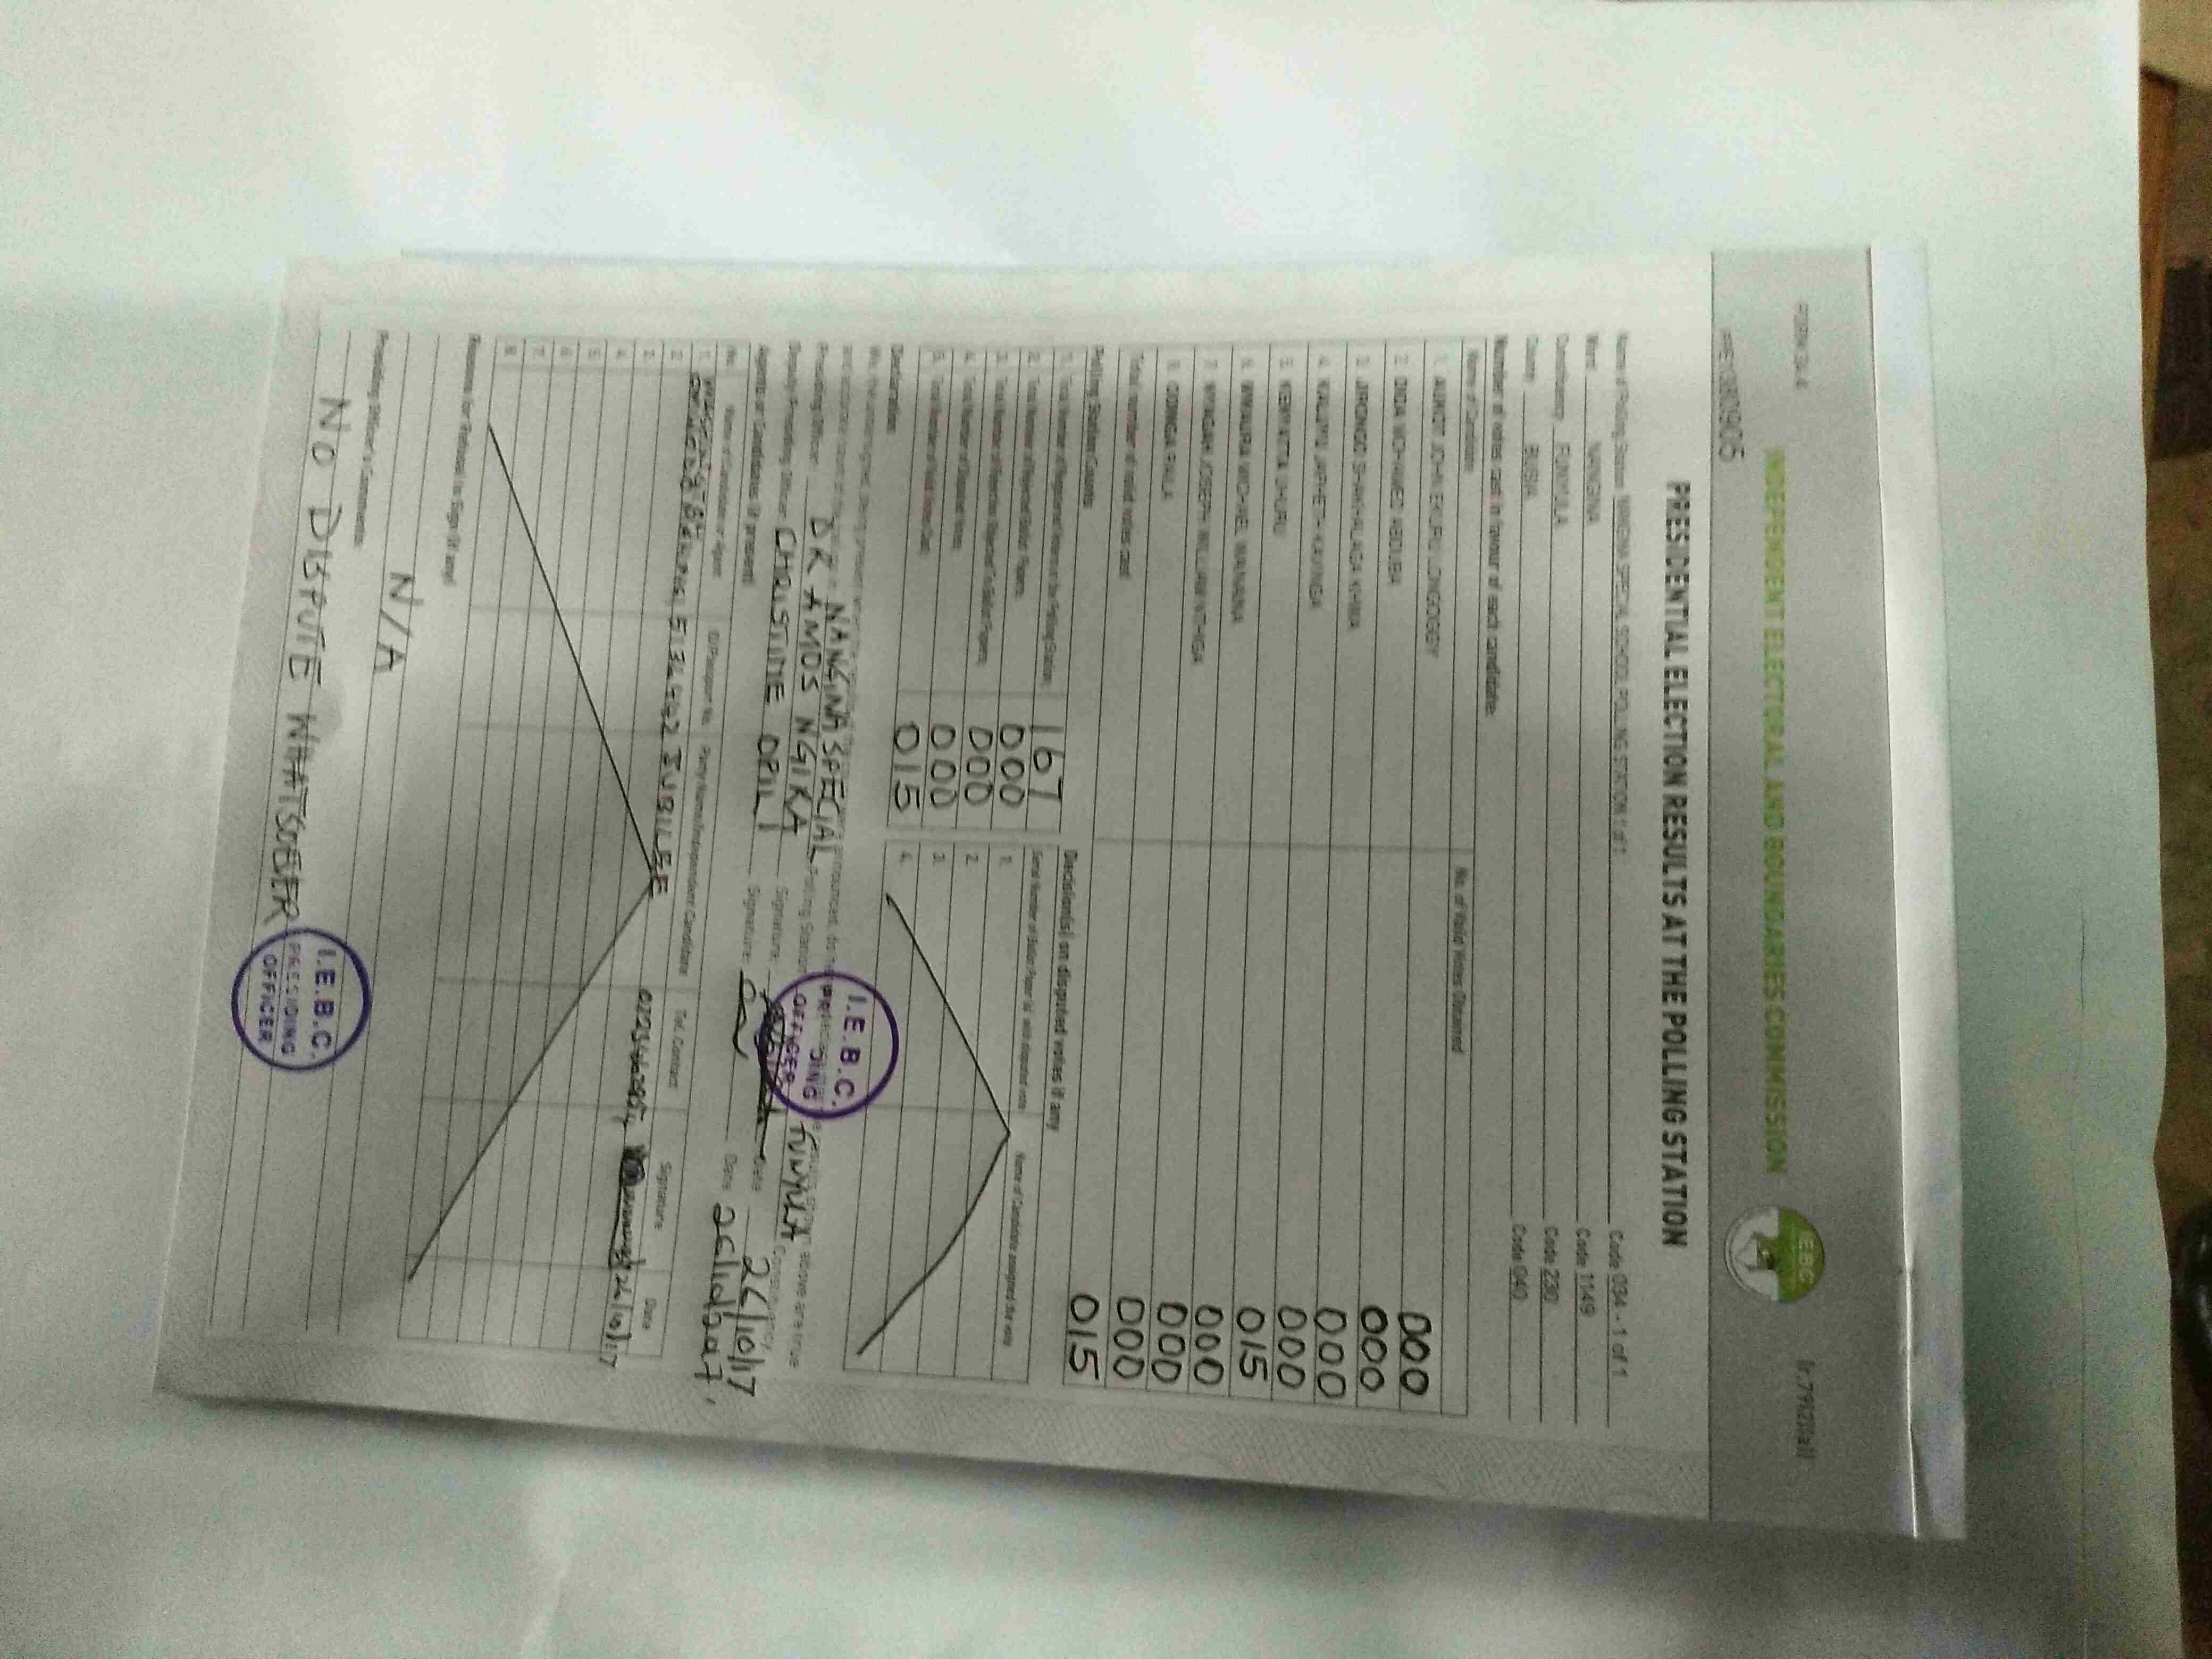 FORM 34A
INDEPENDENT ELECTORAL AND BOUNDARIES COMMISSION
IEBC
PRESIDENTIAL ELECTION RESULTS AT THE POLLING STATION
Name of Polling Station NANGINA SPECIAL SCHOOL POLLING STATION 1 of 1 Code 034 - 1 of 1
Ward NANGINA Code 1149
Constituency FUNYULA Code 230
County BUSIA Code 040
Number of votes cast in favour of each candidate:
Name of Candidate No. of Valid Votes Obtained
1. AUKOT JOHN EKURU LONGOGGY 000
2. DIDA MOHAMED ABDUBA 000
3. JIRONGO SHAKHALAGA KHWA 000
4. KALUYU JAPHETH KAVINGA 000
5. KENYATTA UHURU 015
6. MWAURA MICHAEL WAINAINA 000
7. NYAGAH JOSEPH WILLIAM NTHIGA 000
8. ODINGA RAILA 000
Total number of valid votes cast 015
Polling Station Counts Decision(s) on disputed votes if any
1. Total Number of Registered Voters in the Polling Station 167
2. Total Number of Rejected Ballot Papers 000
3. Total Number of Rejection Objected To Ballot Papers 000
4. Total Number of Disputed Votes 000
5. Total Number of Valid Votes Cast 015
Serial Number of Ballot Paper (s) with disputed vote Name of Candidate assigned the vote
1.
2.
3.
4.
Declaration
NANGINA SPECIAL Polling Station FUNYULA Constituency
Presiding Officer DR AMOS NGIRA Signature Date 26/10/17
Deputy Presiding Officer CHRISTINE OPILI Signature Date 26/10/2017
I.E.B.C. PRESIDING OFFICER
Agents or Candidates (if present)
No. Name of Candidate or Agent ID/Passport No. Party Name/Independent Candidate Tel. Contact Signature Date
1. JUBILEE 26/10/17
2.
3.
4.
5.
6.
7.
8.
Reasons for Refusal to Sign (if any)
N/A
Presiding Officer's Comments
NO DISPUTE WHATSOEVER
I.E.B.C. PRESIDING OFFICER